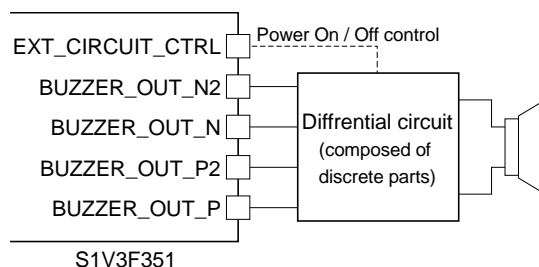 EXT_CIRCUIT_CTRL
Power On / Off control
BUZZER_OUT_N2
BUZZER_OUT_N
BUZZER_OUT_P2
BUZZER_OUT_P
Diffrential circuit
(composed of
discrete parts)
S1V3F351